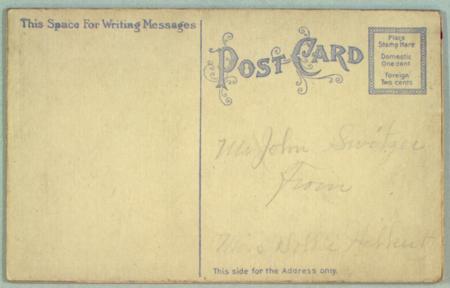 This Space For Writing Messages
POST-CARD
Place
Stamp Here
Domestic
One cent
Foreign
Two cents
Mr John Switzer
From
Miss
This side for the Address only.